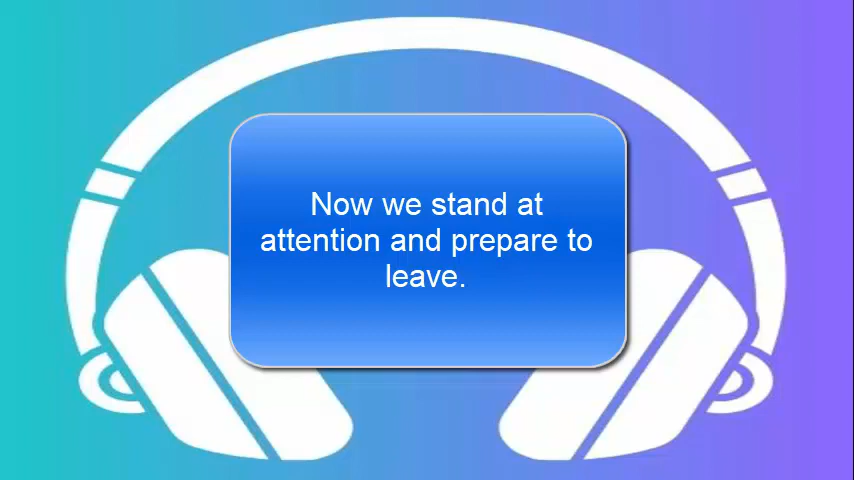 Now we stand at
attention and prepare to
leave.